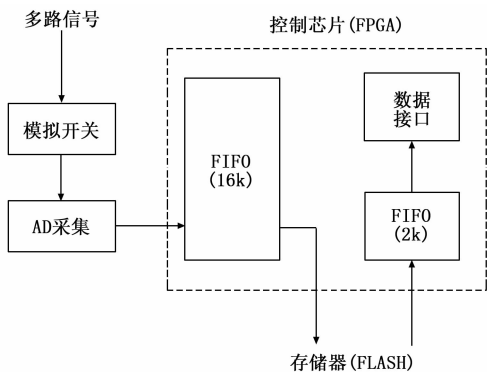 多路信号
控制芯片(FPGA)
模拟开关
AD采集
FIFO
(16k)
数据
接口
FIFO
(2k)
存储器(FLASH)